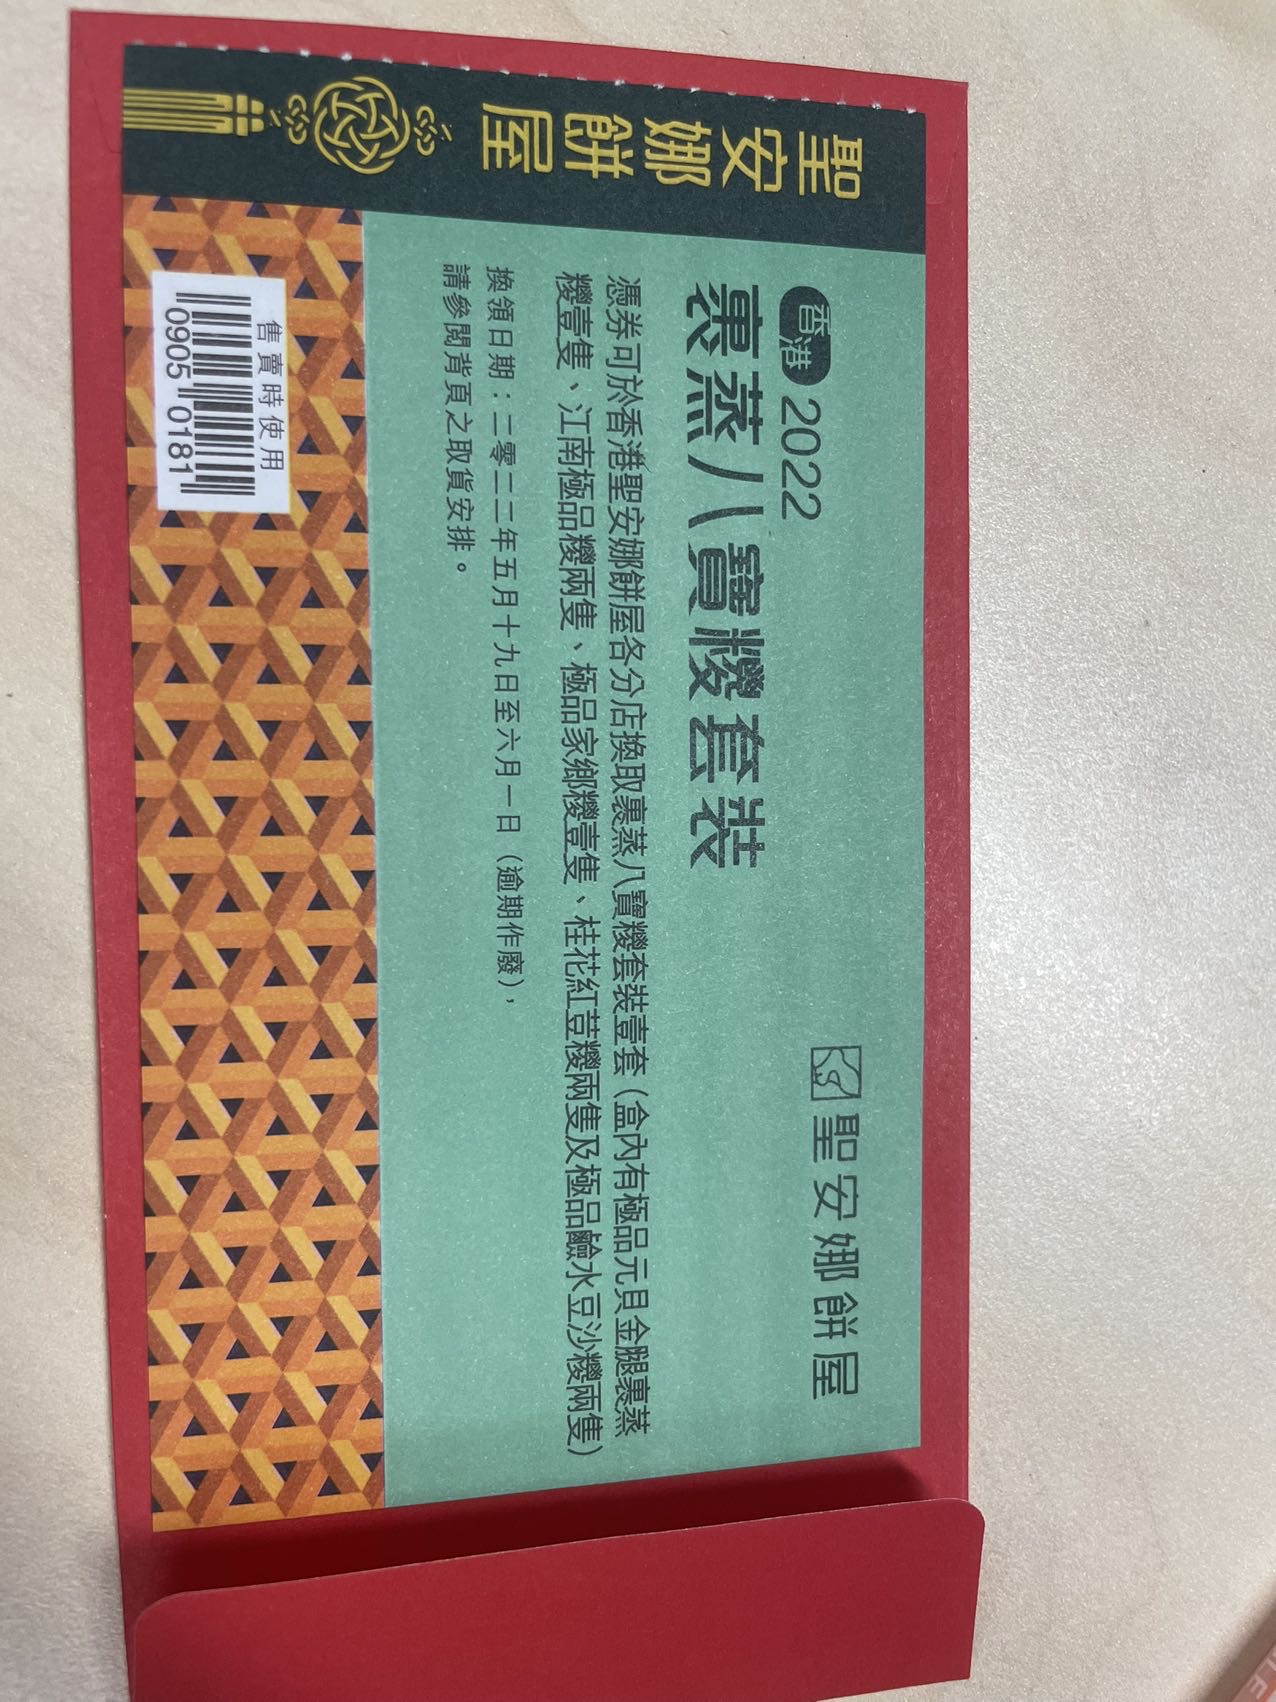 聖安娜餅屋
聖安娜餅屋
香港 2022
裹蒸八寶糭套裝
憑券可於香港聖安娜餅屋各分店換取裹蒸八寶糭套裝壹套（盒內有極品元貝金腿裹蒸
糭壹隻、江南極品糭兩隻、極品家鄉糭壹隻、桂花紅荳糭兩隻及極品鹼水豆沙糭兩隻）
換領日期：二零二二年五月十九日至六月一日（逾期作廢），
請參閱背頁之取貨安排。
售賣時使用
0905 0181